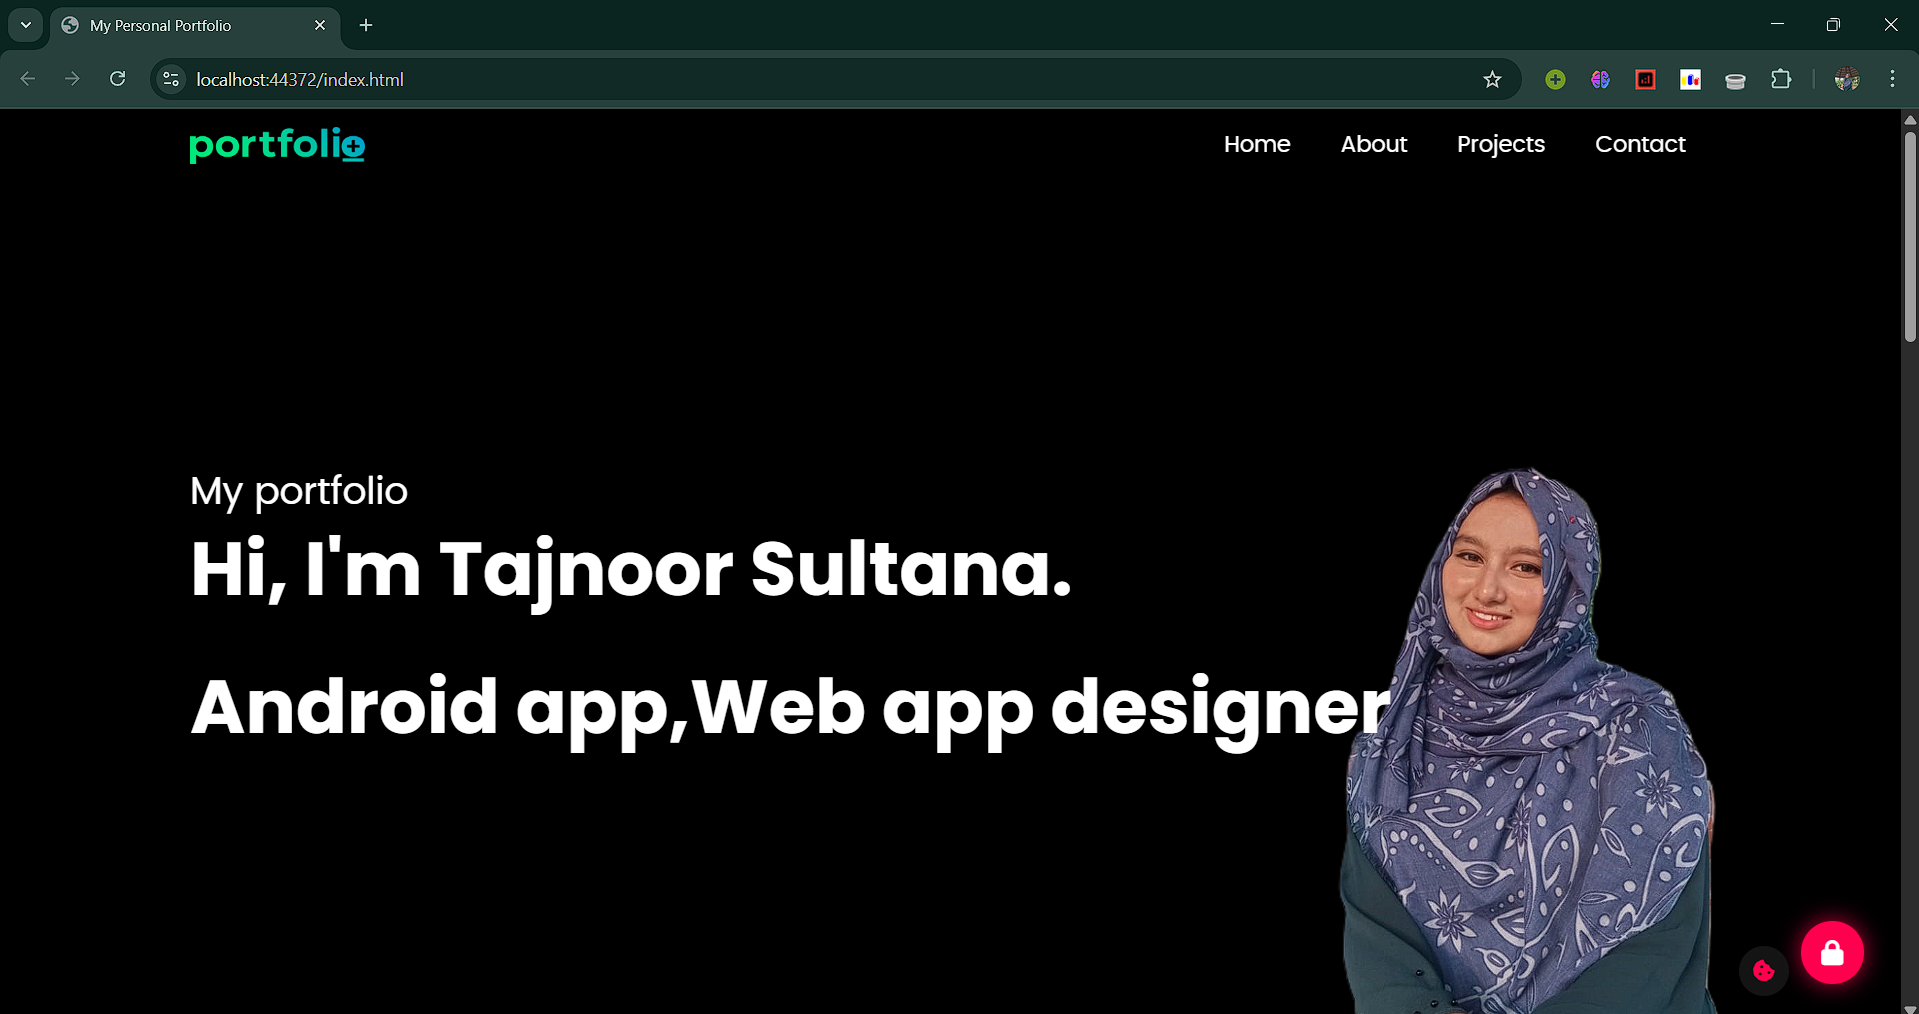 My Personal Portfolio
localhost:44372/index.html
portfolio
Home About Projects Contact
My portfolio
Hi, I'm Tajnoor Sultana.
Android app,Web app designer